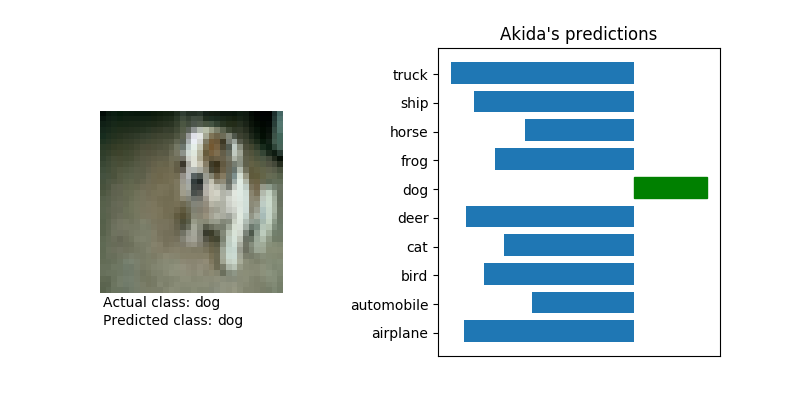 Akida's predictions
truck
ship
horse
frog
dog
deer
cat
bird
automobile
airplane
Actual class: dog
Predicted class: dog